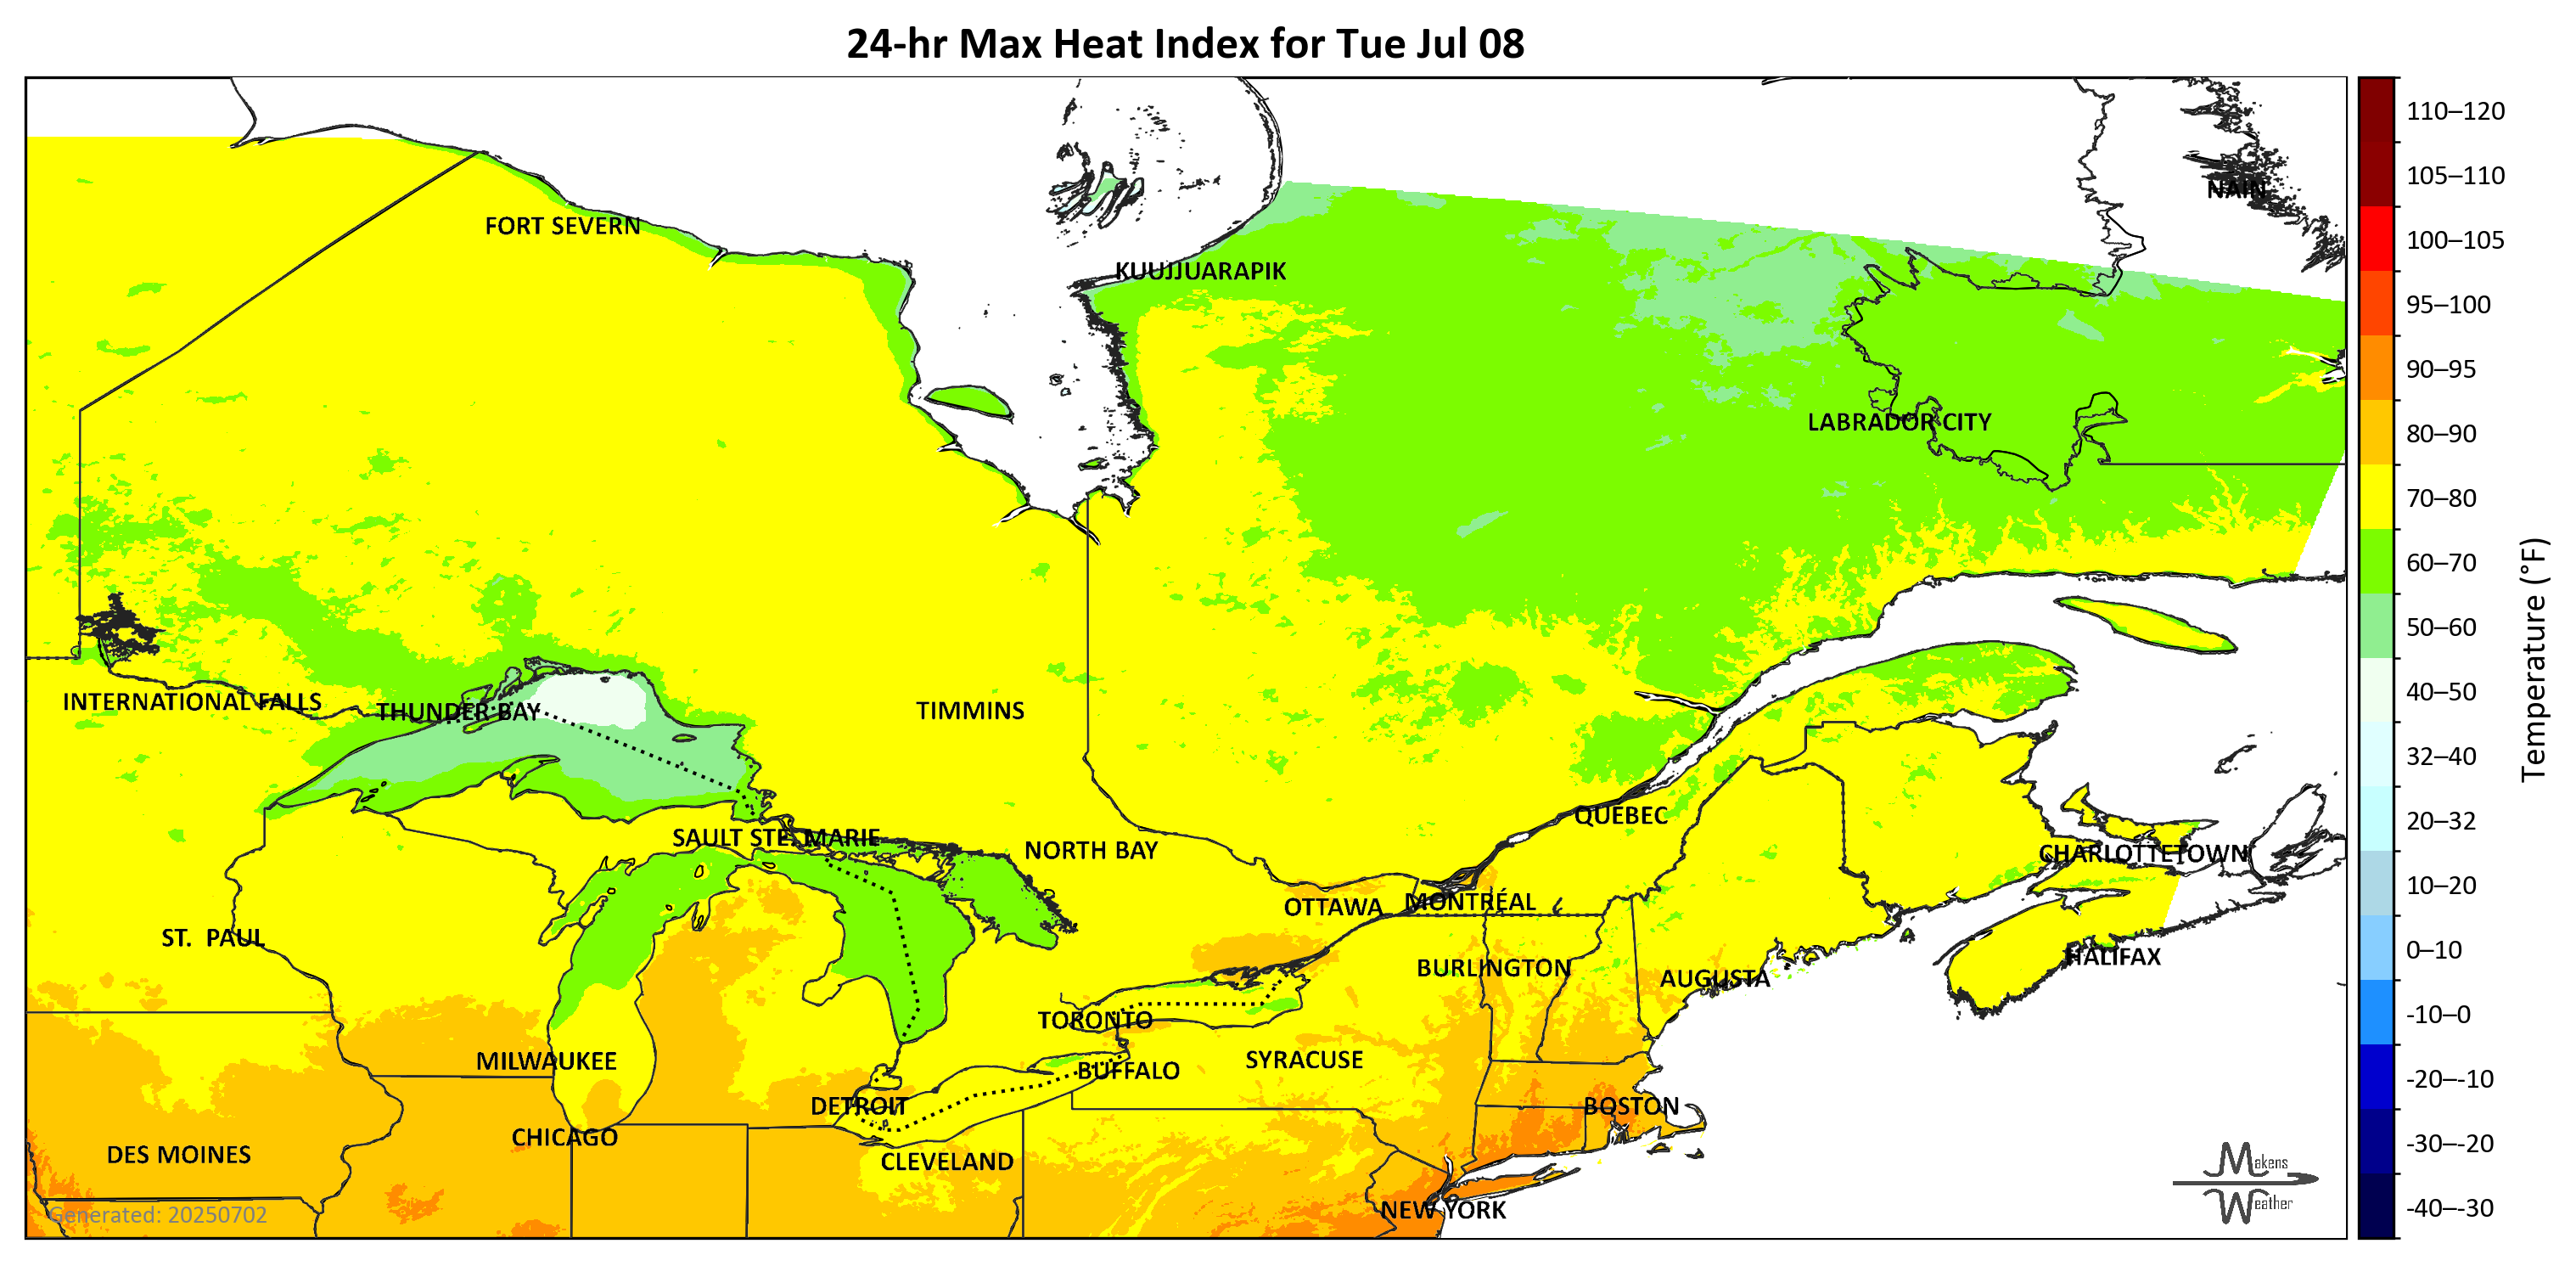 24-hr Max Heat Index for Tue Jul 08
NAIN
FORT SEVERN
KUUJJUARAPIK
LABRADOR CITY
INTERNATIONAL FALLS
THUNDER BAY
TIMMINS
QUÉBEC
SAULT STE. MARIE
NORTH BAY
CHARLOTTETOWN
OTTAWA
MONTRÉAL
ST. PAUL
HALIFAX
BURLINGTON
AUGUSTA
TORONTO
MILWAUKEE
SYRACUSE
BUFFALO
DETROIT
BOSTON
CHICAGO
DES MOINES
CLEVELAND
NEW YORK
Generated: 20250702
Makens
Weather
110–120
105–110
100–105
95–100
90–95
80–90
70–80
60–70
50–60
40–50
32–40
20–32
10–20
0–10
-10–0
-20–-10
-30–-20
-40–-30
Temperature (°F)